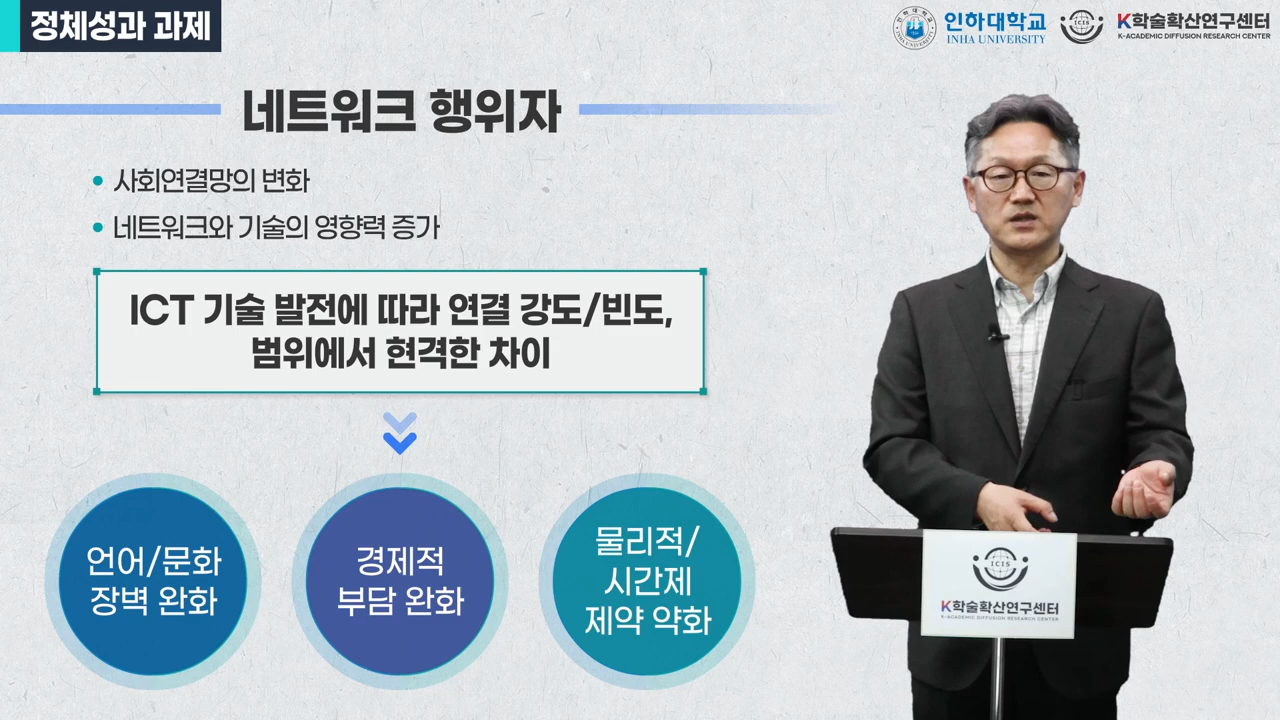 정체성과 과제
인하대학교
INHA UNIVERSITY
ICIS
K학술확산연구센터
K-ACADEMIC DIFFUSION RESEARCH CENTER
네트워크 행위자
• 사회연결망의 변화
• 네트워크와 기술의 영향력 증가
ICT 기술 발전에 따라 연결 강도/빈도,
범위에서 현격한 차이
언어/문화
장벽 완화
경제적
부담 완화
물리적/
시간제
제약 약화
ICIS
K학술확산연구센터
K-ACADEMIC DIFFUSION RESEARCH CENTER